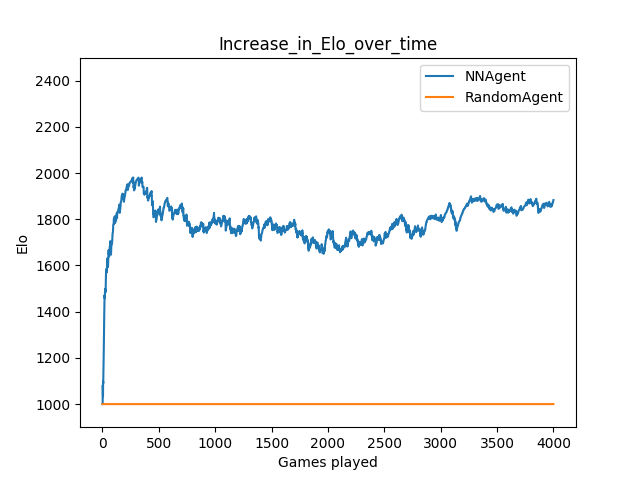 Increase_in_Elo_over_time
NNAgent
RandomAgent
2400
2200
2000
1800
1600
1400
1200
1000
Elo
0 500 1000 1500 2000 2500 3000 3500 4000
Games played